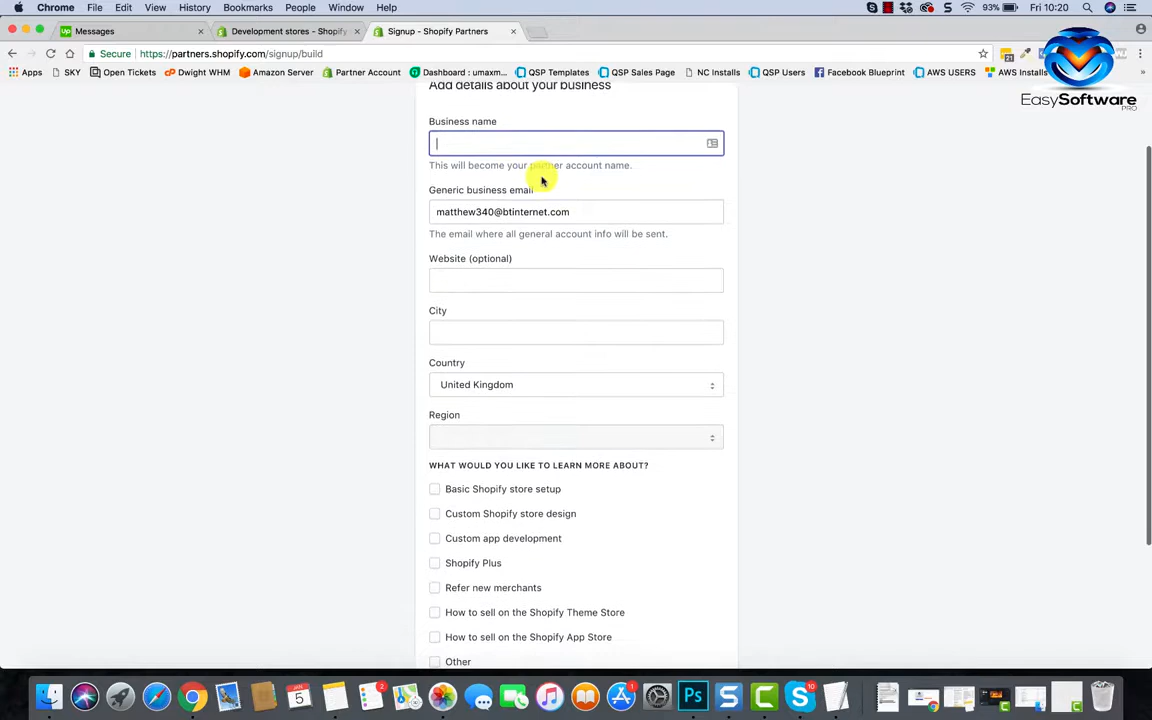 Chrome File Edit View History Bookmarks People Window Help
93% Fri 10:20
Messages
Development stores - Shopify
Signup - Shopify Partners
Secure https://partners.shopify.com/signup/build
Apps SKY Open Tickets Dwight WHM Amazon Server Partner Account Dashboard : umaxm... QSP Templates QSP Sales Page NC Installs QSP Users Facebook Blueprint AWS USERS AWS Installs
EasySoftware
PRO
Add details about your business
Business name
This will become your partner account name.
Generic business email
matthew340@btinternet.com
The email where all general account info will be sent.
Website (optional)
City
Country
United Kingdom
Region
WHAT WOULD YOU LIKE TO LEARN MORE ABOUT?
Basic Shopify store setup
Custom Shopify store design
Custom app development
Shopify Plus
Refer new merchants
How to sell on the Shopify Theme Store
How to sell on the Shopify App Store
Other